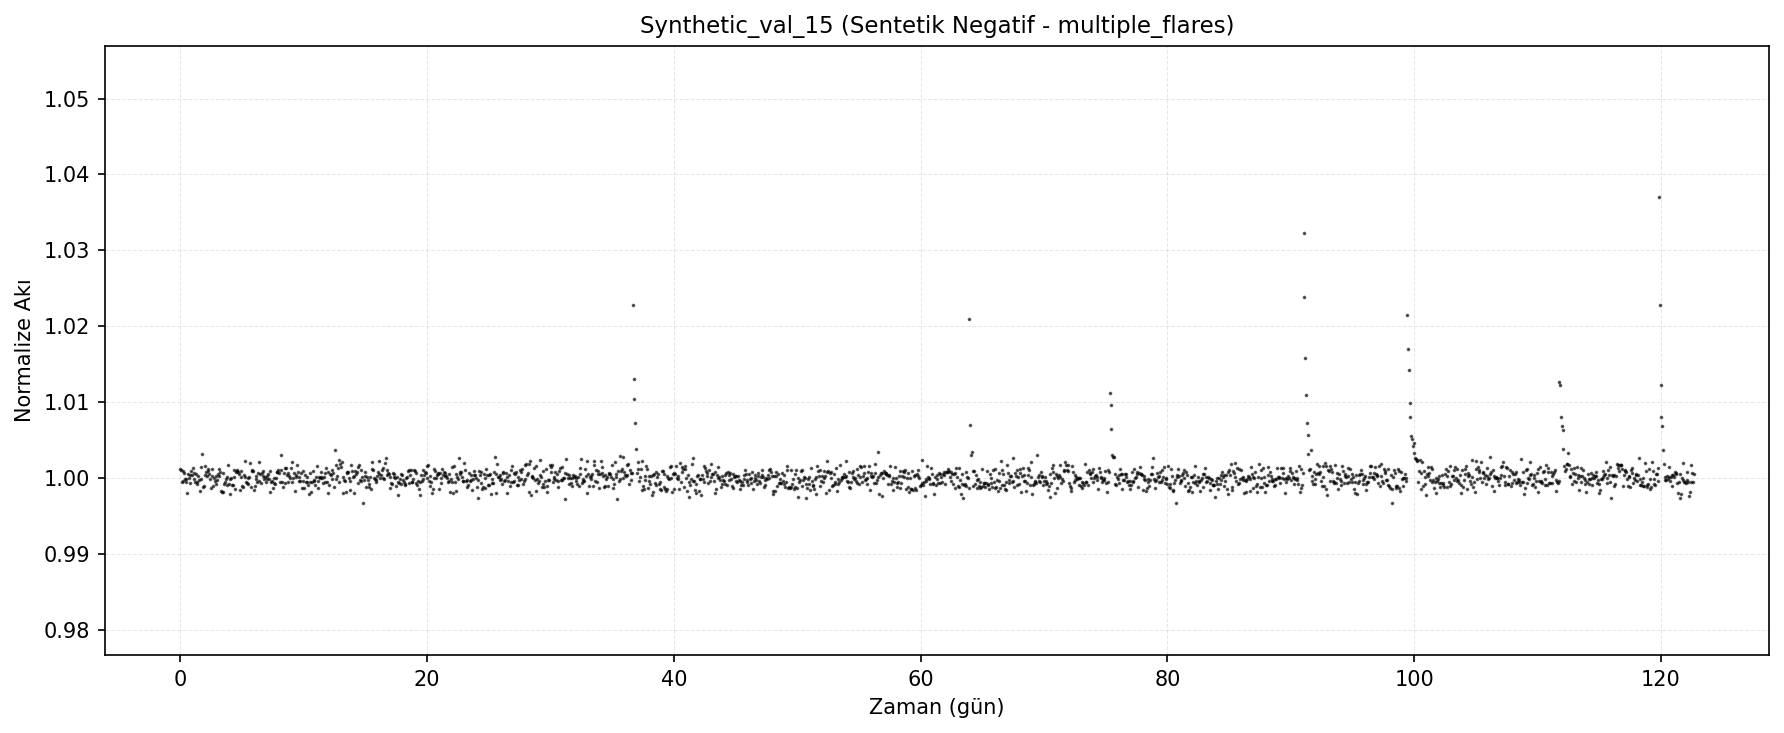 Synthetic_val_15 (Sentetik Negatif - multiple_flares)
Normalize Akı
1.05
1.04
1.03
1.02
1.01
1.00
0.99
0.98
0 20 40 60 80 100 120
Zaman (gün)